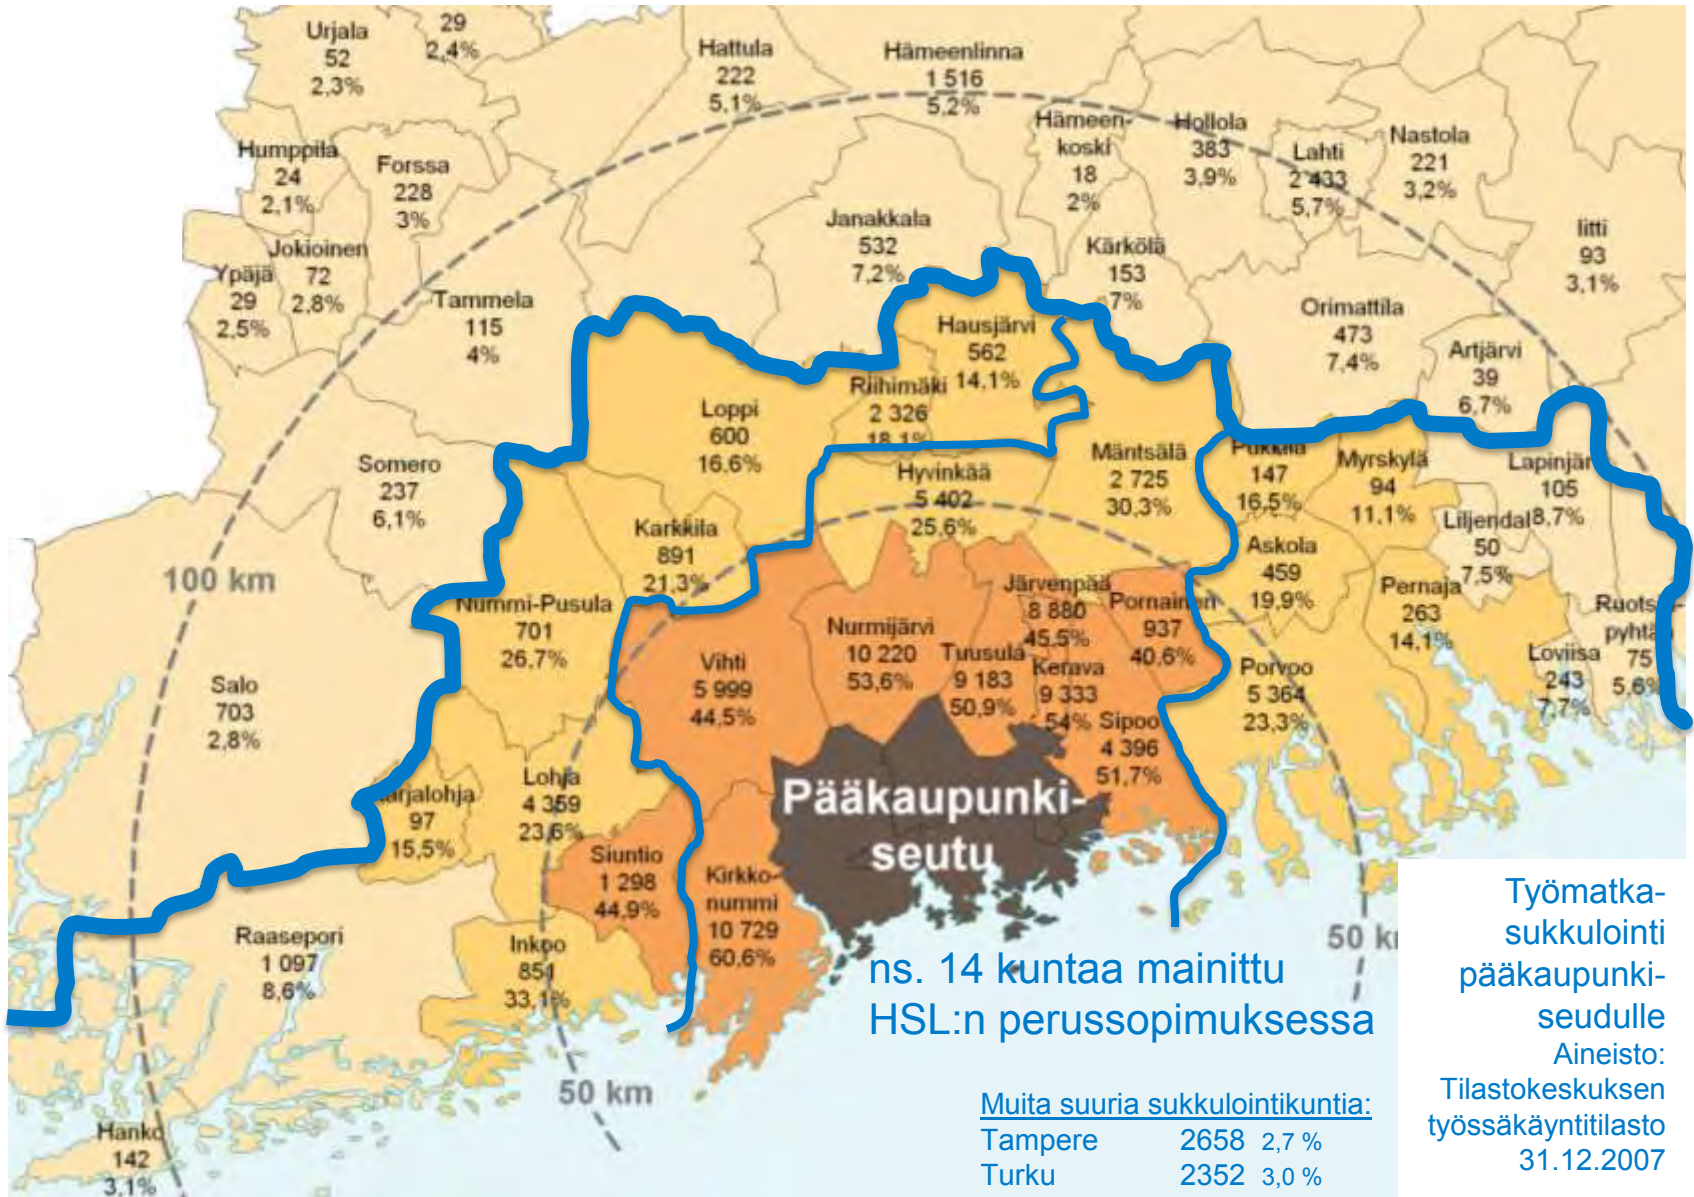 Urjala
52
2,3%
29
2,4%
Hattula
222
5,1%
Hämeenlinna
1 516
5,2%
Humppila
24
2,1%
Forssa
228
3%
Hämeen-
koski
18
2%
Hollola
383
3,9%
Lahti
2 433
5,7%
Nastola
221
3,2%
Iitti
93
3,1%
Ypäjä
29
2,5%
Jokioinen
72
2,8%
Tammela
115
4%
Janakkala
532
7,2%
Kärkölä
153
7%
Orimattila
473
7,4%
Artjärvi
39
6,7%
Hausjärvi
562
14,1%
Riihimäki
2 326
18,1%
Loppi
600
16,6%
Somero
237
6,1%
Hyvinkää
5 402
25,6%
Mäntsälä
2 725
30,3%
Pukkila
147
16,5%
Myrskylä
94
11,1%
Lapinjär
105
8,7%
Liljendal
50
7,5%
Karkkila
891
21,3%
Askola
459
19,9%
Pernaja
263
14,1%
Ruotsin-
pyhtää
75
5,6%
Loviisa
243
7,7%
100 km
Nummi-Pusula
701
26,7%
Vihti
5 999
44,5%
Nurmijärvi
10 220
53,6%
Tuusula
9 183
50,9%
Järvenpää
8 880
45,5%
Kerava
9 333
54%
Pornainen
937
40,6%
Sipoo
4 396
51,7%
Porvoo
5 364
23,3%
Salo
703
2,8%
Karjalohja
97
15,5%
Lohja
4 359
23,6%
Siuntio
1 298
44,9%
Kirkko-
nummi
10 729
60,6%
Pääkaupunki-
seutu
Raasepori
1 097
8,6%
Inkoo
851
33,1%
Hanko
142
3,1%
50 km
50 k
ns. 14 kuntaa mainittu
HSL:n perussopimuksessa
Muita suuria sukkulointikuntia:
Tampere 2658 2,7 %
Turku 2352 3,0 %
Työmatka-
sukkulointi
pääkaupunki-
seudulle
Aineisto:
Tilastokeskuksen
työssäkäyntitilasto
31.12.2007